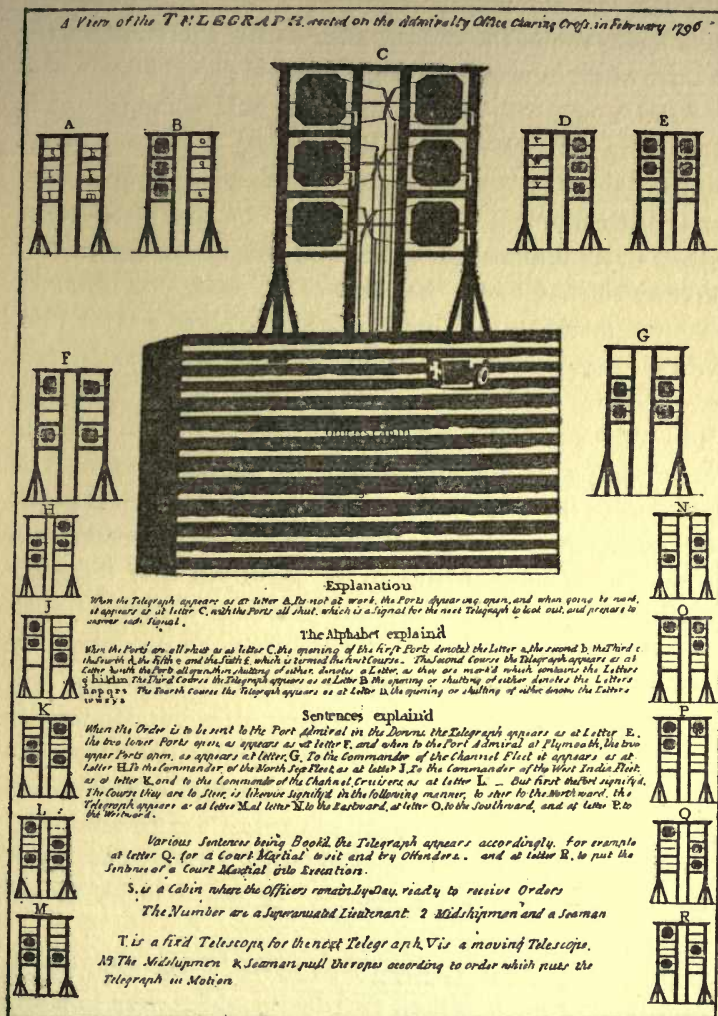 A View of the TELEGRAPH, erected on the Admiralty Office Charing Cross, in February 1796
C
A
B
D
E
F
G
H
N
J
O
K
P
L
Q
M
R
Explanation
When the Telegraph appears as at letter A, Its not at work, the Ports appearing open, and when going to work,
it appears as at letter C, with the Ports all shut, which is a Signal for the next Telegraph to look out, and prepare to
answer each Signal.
The Alphabet explaind
When the Ports are all shut as at letter C, the opening of the first Ports denotes the Letter a, the second b, the Third c
the fourth d, the Fifth e and the Sixth f, which is termed the first Course. The Second Course the Telegraph appears as at
Letter with the Ports all open then shutting of either denotes a Letter, as they are markd which contains the Letters
g h i k l m The Third Course the Telegraph appears as at Letter B the opening or shutting of either denotes the Letters
n o p q r s The Fourth Course the Telegraph appears as at Letter D, the opening or shutting of either denotes the Letters
t v w x y z
Sentences explain'd
When the Order is to be sent to the Port Admiral in the Downs, the Telegraph appears as at Letter E.
the two lower Ports open, as appears as at letter F, and when to the Port Admiral at Plymouth, the two
upper Ports open, as appears at letter, G. To the Commander of the Channel Fleet it appears as at
letter H. To the Commander of the North Sea Fleet, as at letter J. To the Commander of the West India Fleet,
as at letter K, and to the Commander of the Channel Cruisers, as at letter L _ But first therefore signify'd.
The Course they are to Steer, is likewise signify'd in the following manner, to ster to the Northward, the
Telegraph appears as at letter M, at letter N, to the Eastward, at letter O, to the Southward, and as letter P, to
the Westward.
Various Sentences being Book'd the Telegraph appears accordingly, for example
at letter Q, for a Court Martial to sit and try Offenders.. and at letter R, to put the
Sentence of a Court Martial into Execution.
S, is a Cabin where the Officers remain by Day, ready to receive Orders
The Number are a Superanuated Lieutenant 2 Midshipmen and a Seaman
T, is a fix'd Telescope, for the next Telegraph, V is a moving Telescope,
NB The Midshipmen & Seaman pull the ropes according to order which puts the
Telegraph in Motion